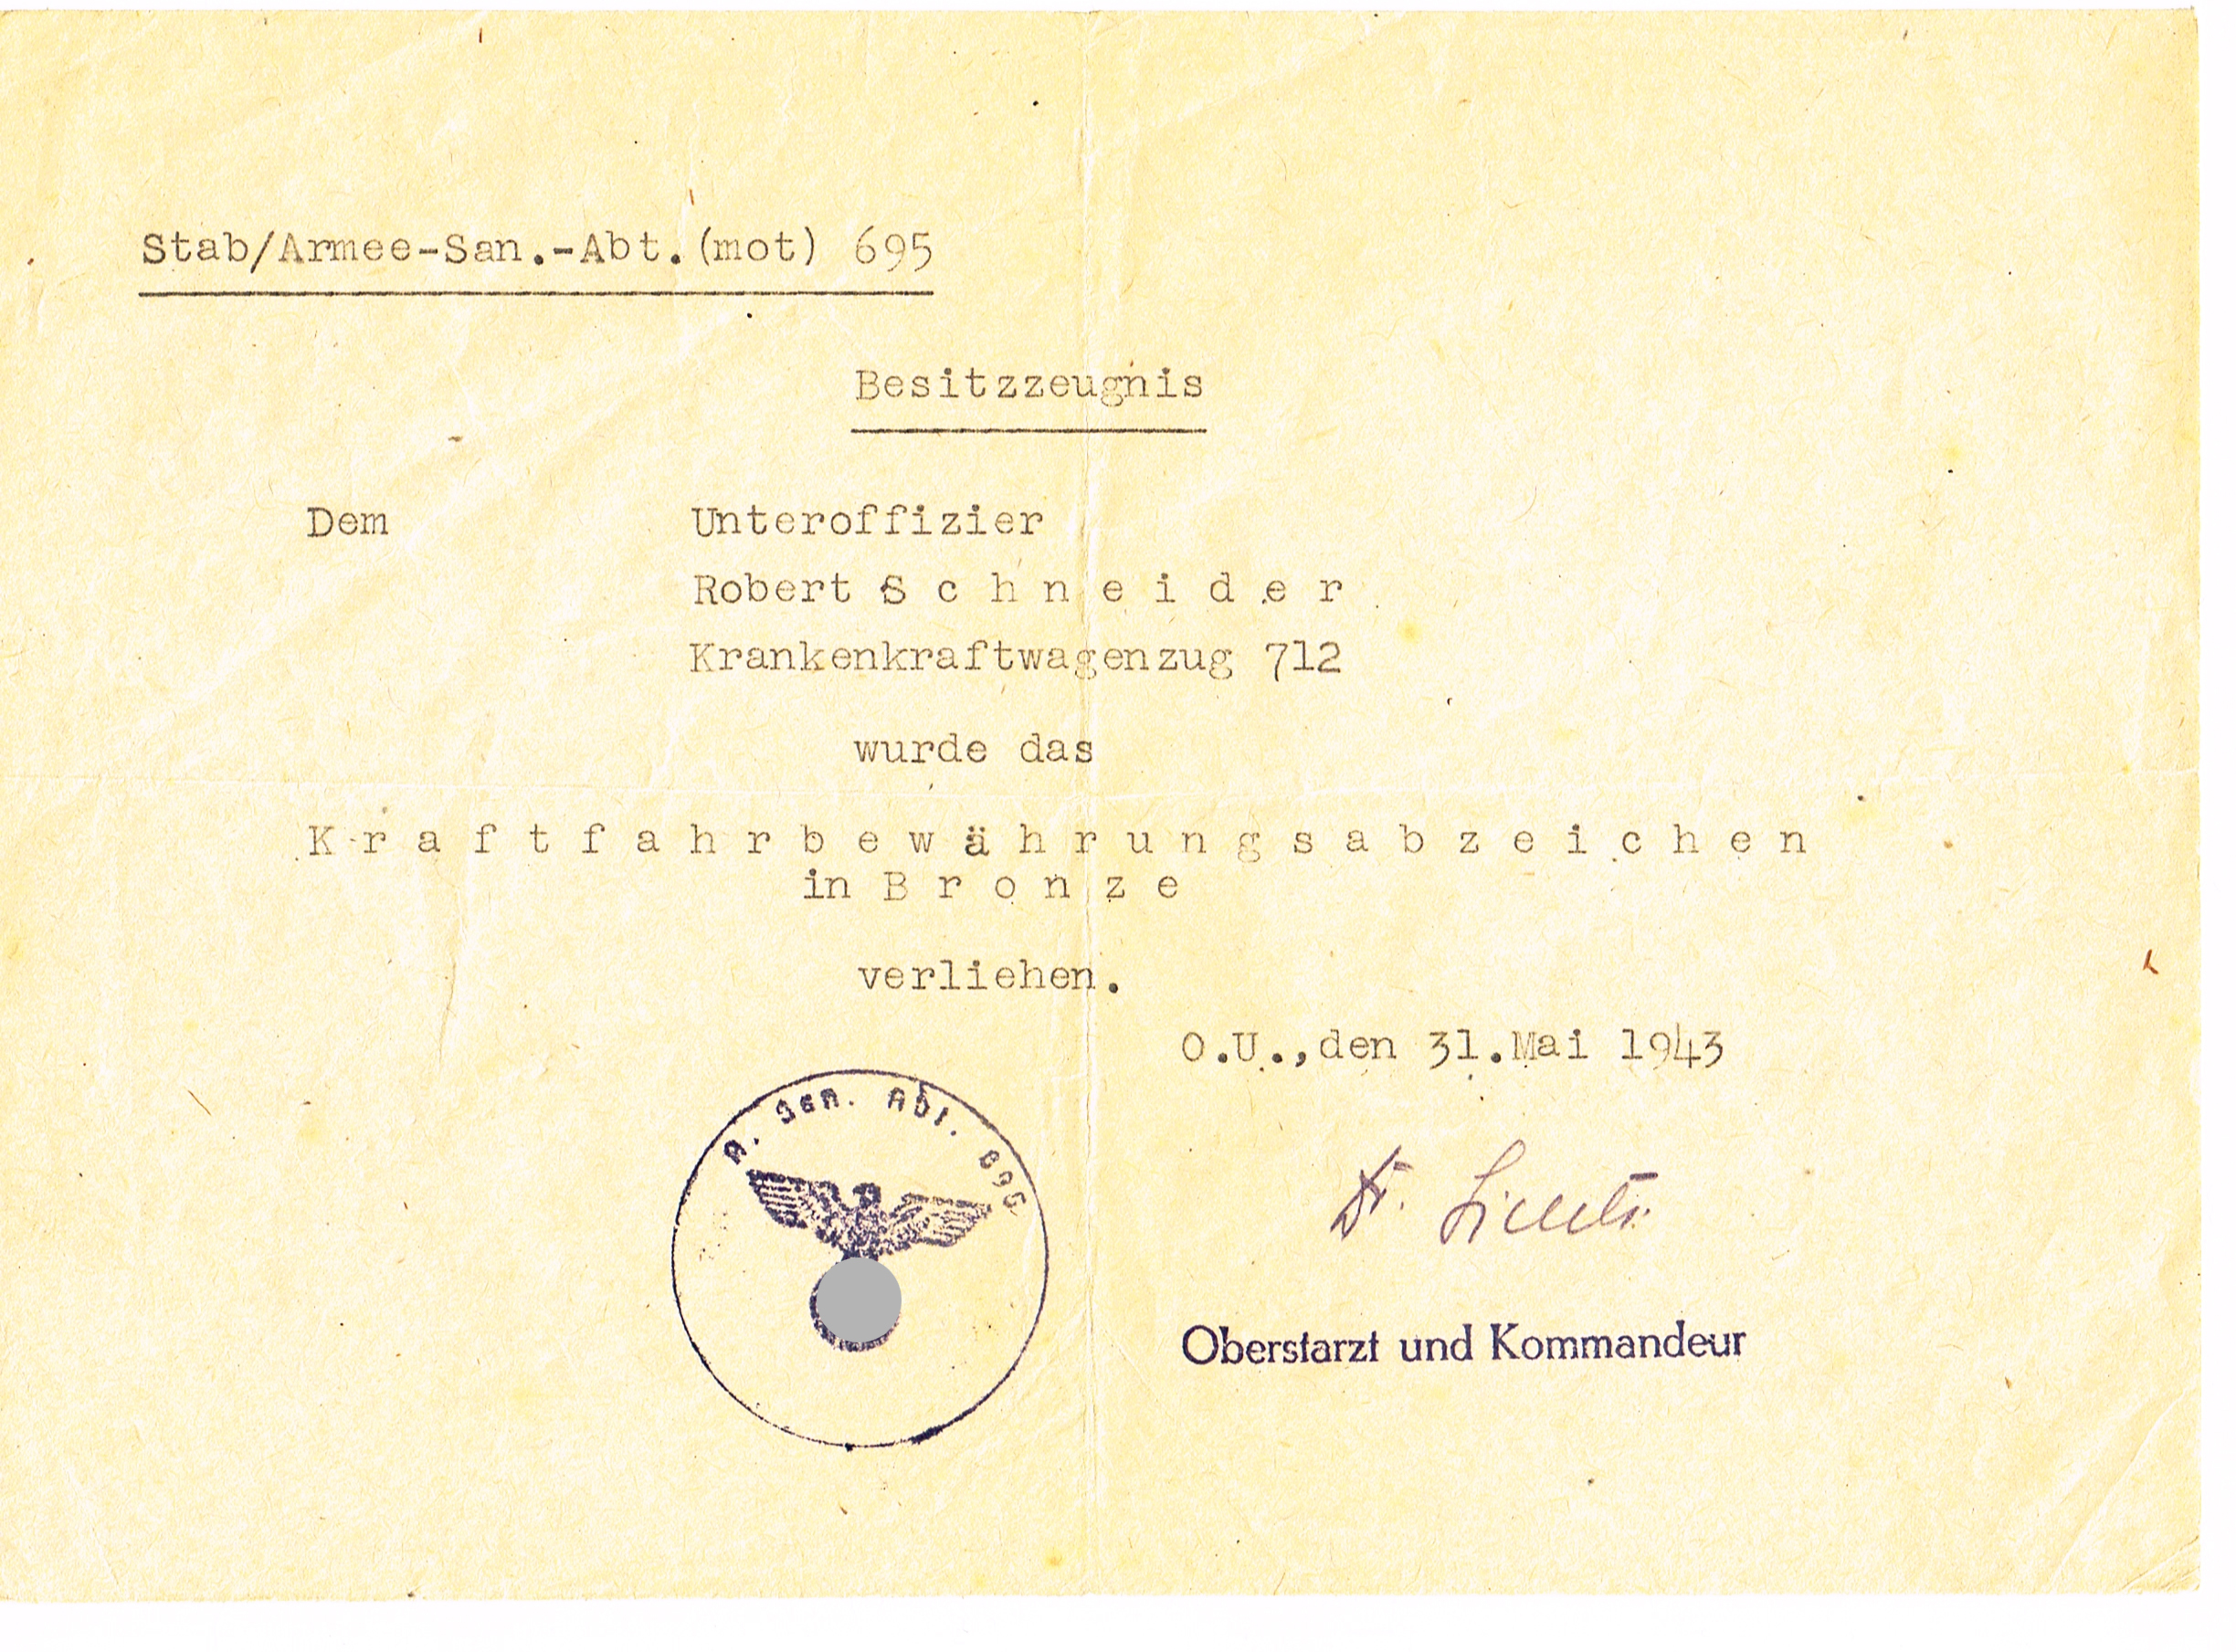 Stab/Armee-San.-Abt.(mot) 695
Besitzzeugnis
Dem Unteroffizier
Robert S c h n e i d e r
Krankenkraftwagenzug 712
wurde das
K r a f t f a h r b e w ä h r u n g s a b z e i c h e n
in B r o n z e
verliehen.
O.U.,den 31.Mai 1943
A. San. Abt. 695
Dr.
Oberstarzt und Kommandeur